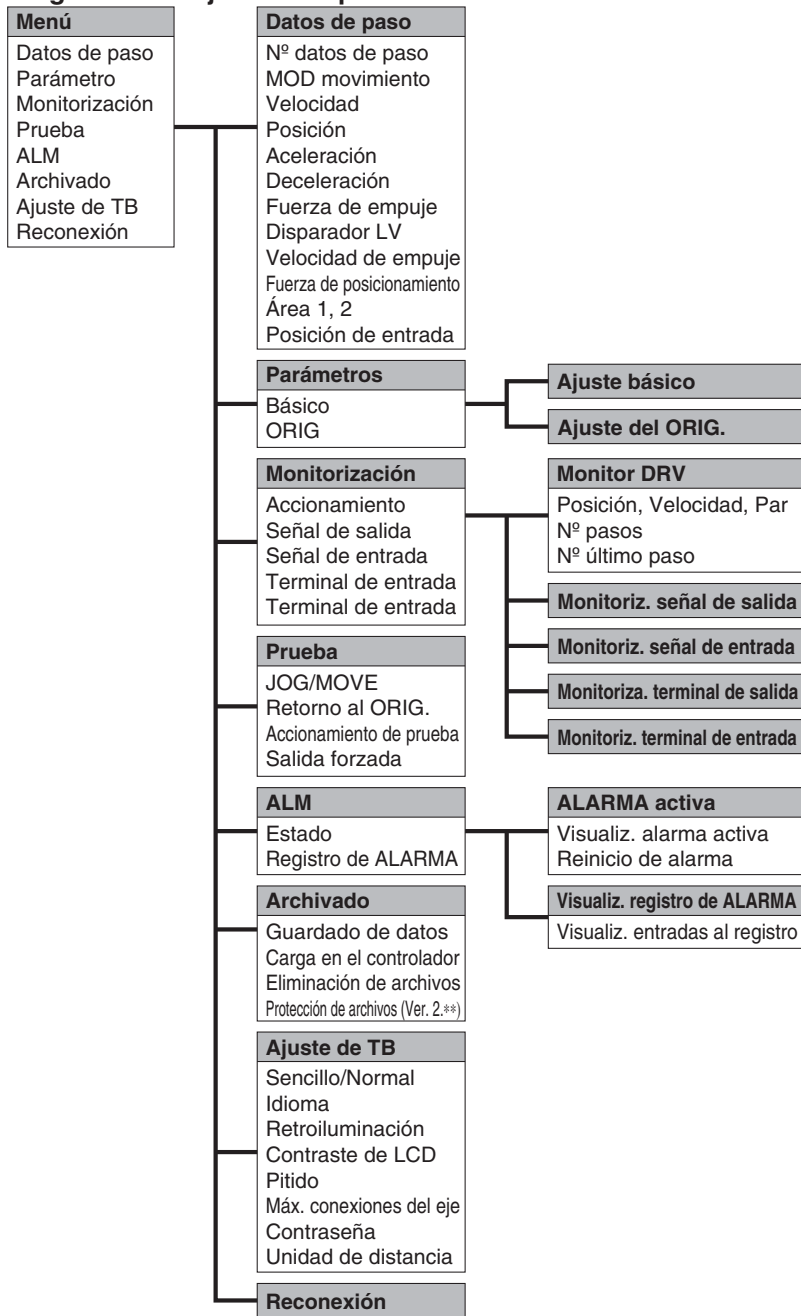 Menú
Datos de paso
Parámetro
Monitorización
Prueba
ALM
Archivado
Ajuste de TB
Reconexión
Datos de paso
Nº datos de paso
MOD movimiento
Velocidad
Posición
Aceleración
Deceleración
Fuerza de empuje
Disparador LV
Velocidad de empuje
Fuerza de posicionamiento
Área 1, 2
Posición de entrada
Parámetros
Básico
ORIG
Ajuste básico
Ajuste del ORIG.
Monitorización
Accionamiento
Señal de salida
Señal de entrada
Terminal de entrada
Terminal de entrada
Monitor DRV
Posición, Velocidad, Par
Nº pasos
Nº último paso
Monitoriz. señal de salida
Monitoriz. señal de entrada
Monitoriza. terminal de salida
Monitoriz. terminal de entrada
Prueba
JOG/MOVE
Retorno al ORIG.
Accionamiento de prueba
Salida forzada
ALM
Estado
Registro de ALARMA
ALARMA activa
Visualiz. alarma activa
Reinicio de alarma
Visualiz. registro de ALARMA
Visualiz. entradas al registro
Archivado
Guardado de datos
Carga en el controlador
Eliminación de archivos
Protección de archivos (Ver. 2.**)
Ajuste de TB
Sencillo/Normal
Idioma
Retroiluminación
Contraste de LCD
Pitido
Máx. conexiones del eje
Contraseña
Unidad de distancia
Reconexión